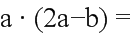 a · (2a−b) =